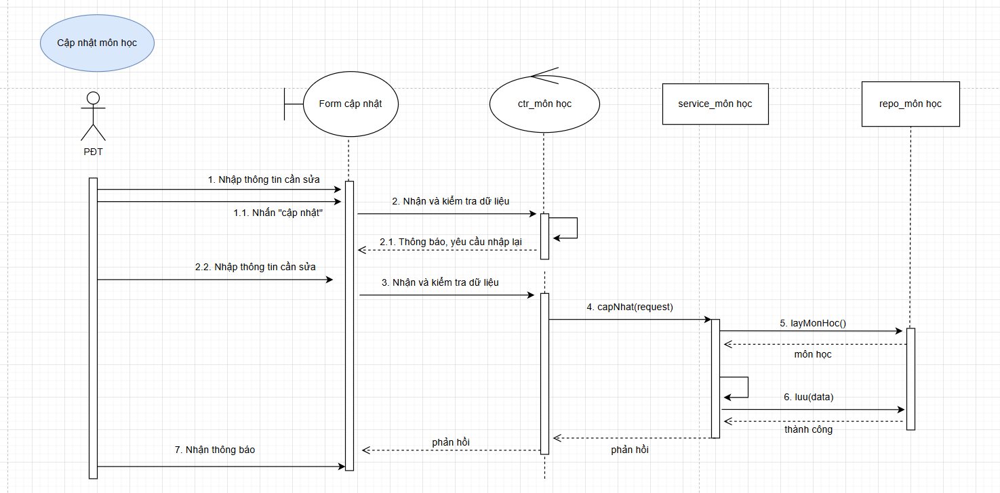 Cập nhật môn học
Form cập nhật
ctr_môn học
service_môn học
repo_môn học
PĐT
1. Nhập thông tin cần sửa
1.1. Nhấn "cập nhật"
2. Nhận và kiểm tra dữ liệu
2.1. Thông báo, yêu cầu nhập lại
2.2. Nhập thông tin cần sửa
3. Nhận và kiểm tra dữ liệu
4. capNhat(request)
5. layMonHoc()
môn học
6. luu(data)
thành công
phản hồi
phản hồi
7. Nhận thông báo